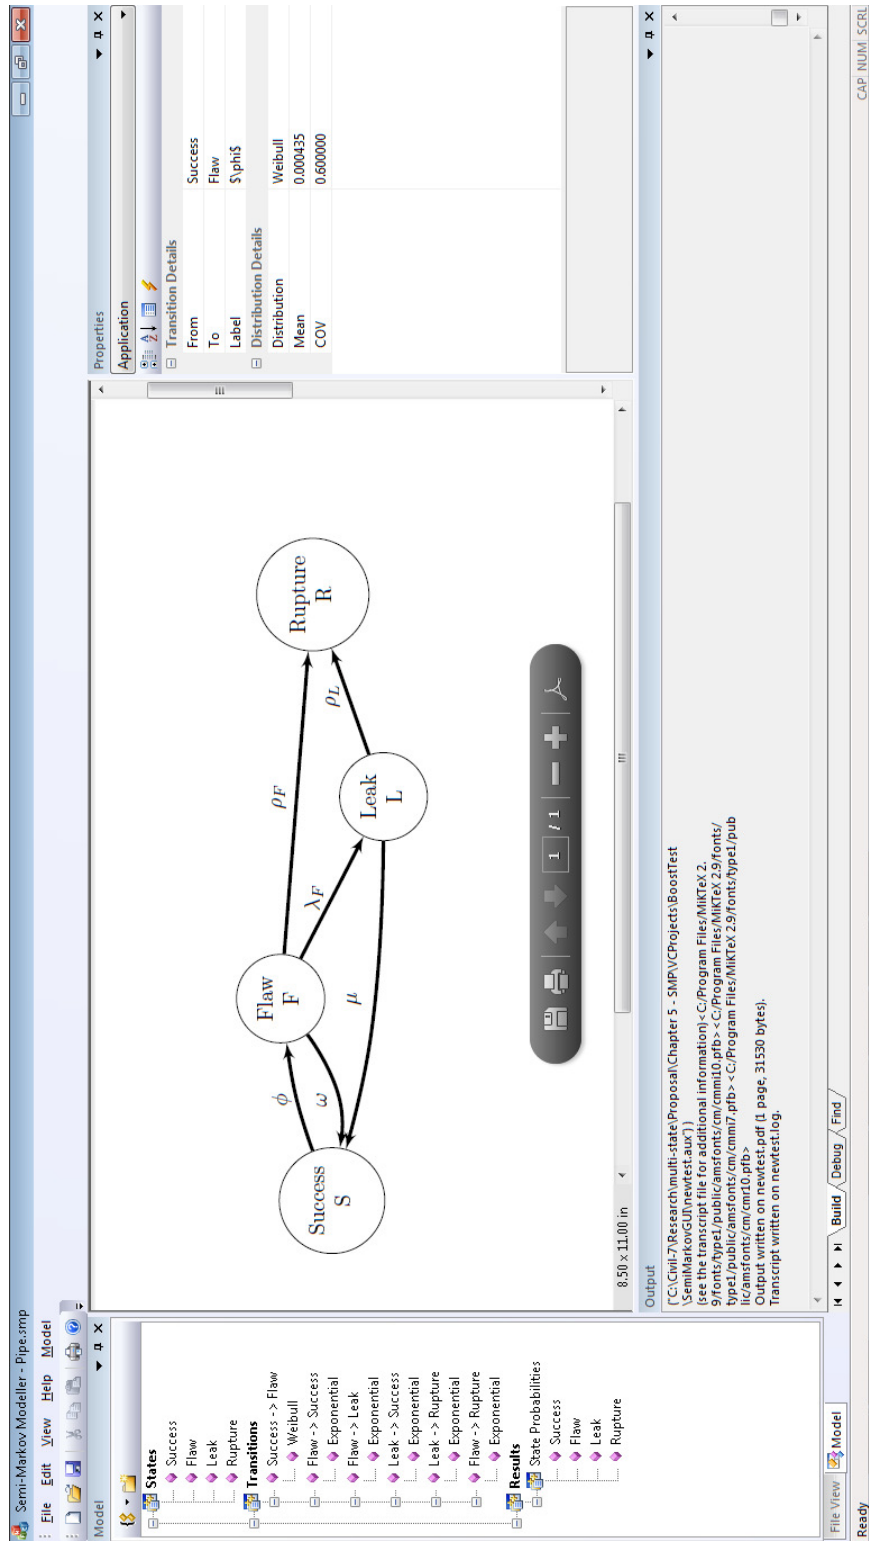 Semi-Markov Modeller - Pipe.smp
File Edit View Help Model
Model
States
Success
Flaw
Leak
Rupture
Transitions
Success -> Flaw
Weibull
Flaw -> Success
Exponential
Flaw -> Leak
Exponential
Leak -> Success
Exponential
Leak -> Rupture
Exponential
Flaw -> Rupture
Exponential
Results
State Probabilities
Success
Flaw
Leak
Rupture
File View Model
Success
S
Flaw
F
Leak
L
Rupture
R
ϕ
ω
μ
λF
ρF
ρL
1 / 1
8.50 x 11.00 in
Properties
Application
Transition Details
From Success
To Flaw
Label $\phi$
Distribution Details
Distribution Weibull
Mean 0.000435
COV 0.600000
Output
("C:\Civil-7\Research\multi-state\Proposal\Chapter 5 - SMP\VCProjects\BoostTest
\SemiMarkovGUI\newtest.aux") )
(see the transcript file for additional information)<C:/Program Files/MiKTeX 2.
9/fonts/type1/public/amsfonts/cm/cmmi10.pfb><C:/Program Files/MiKTeX 2.9/fonts/
type1/public/amsfonts/cm/cmmi7.pfb><C:/Program Files/MiKTeX 2.9/fonts/type1/pub
lic/amsfonts/cm/cmr10.pfb>
Output written on newtest.pdf (1 page, 31530 bytes).
Transcript written on newtest.log.
Build Debug Find
Ready
CAP NUM SCRL